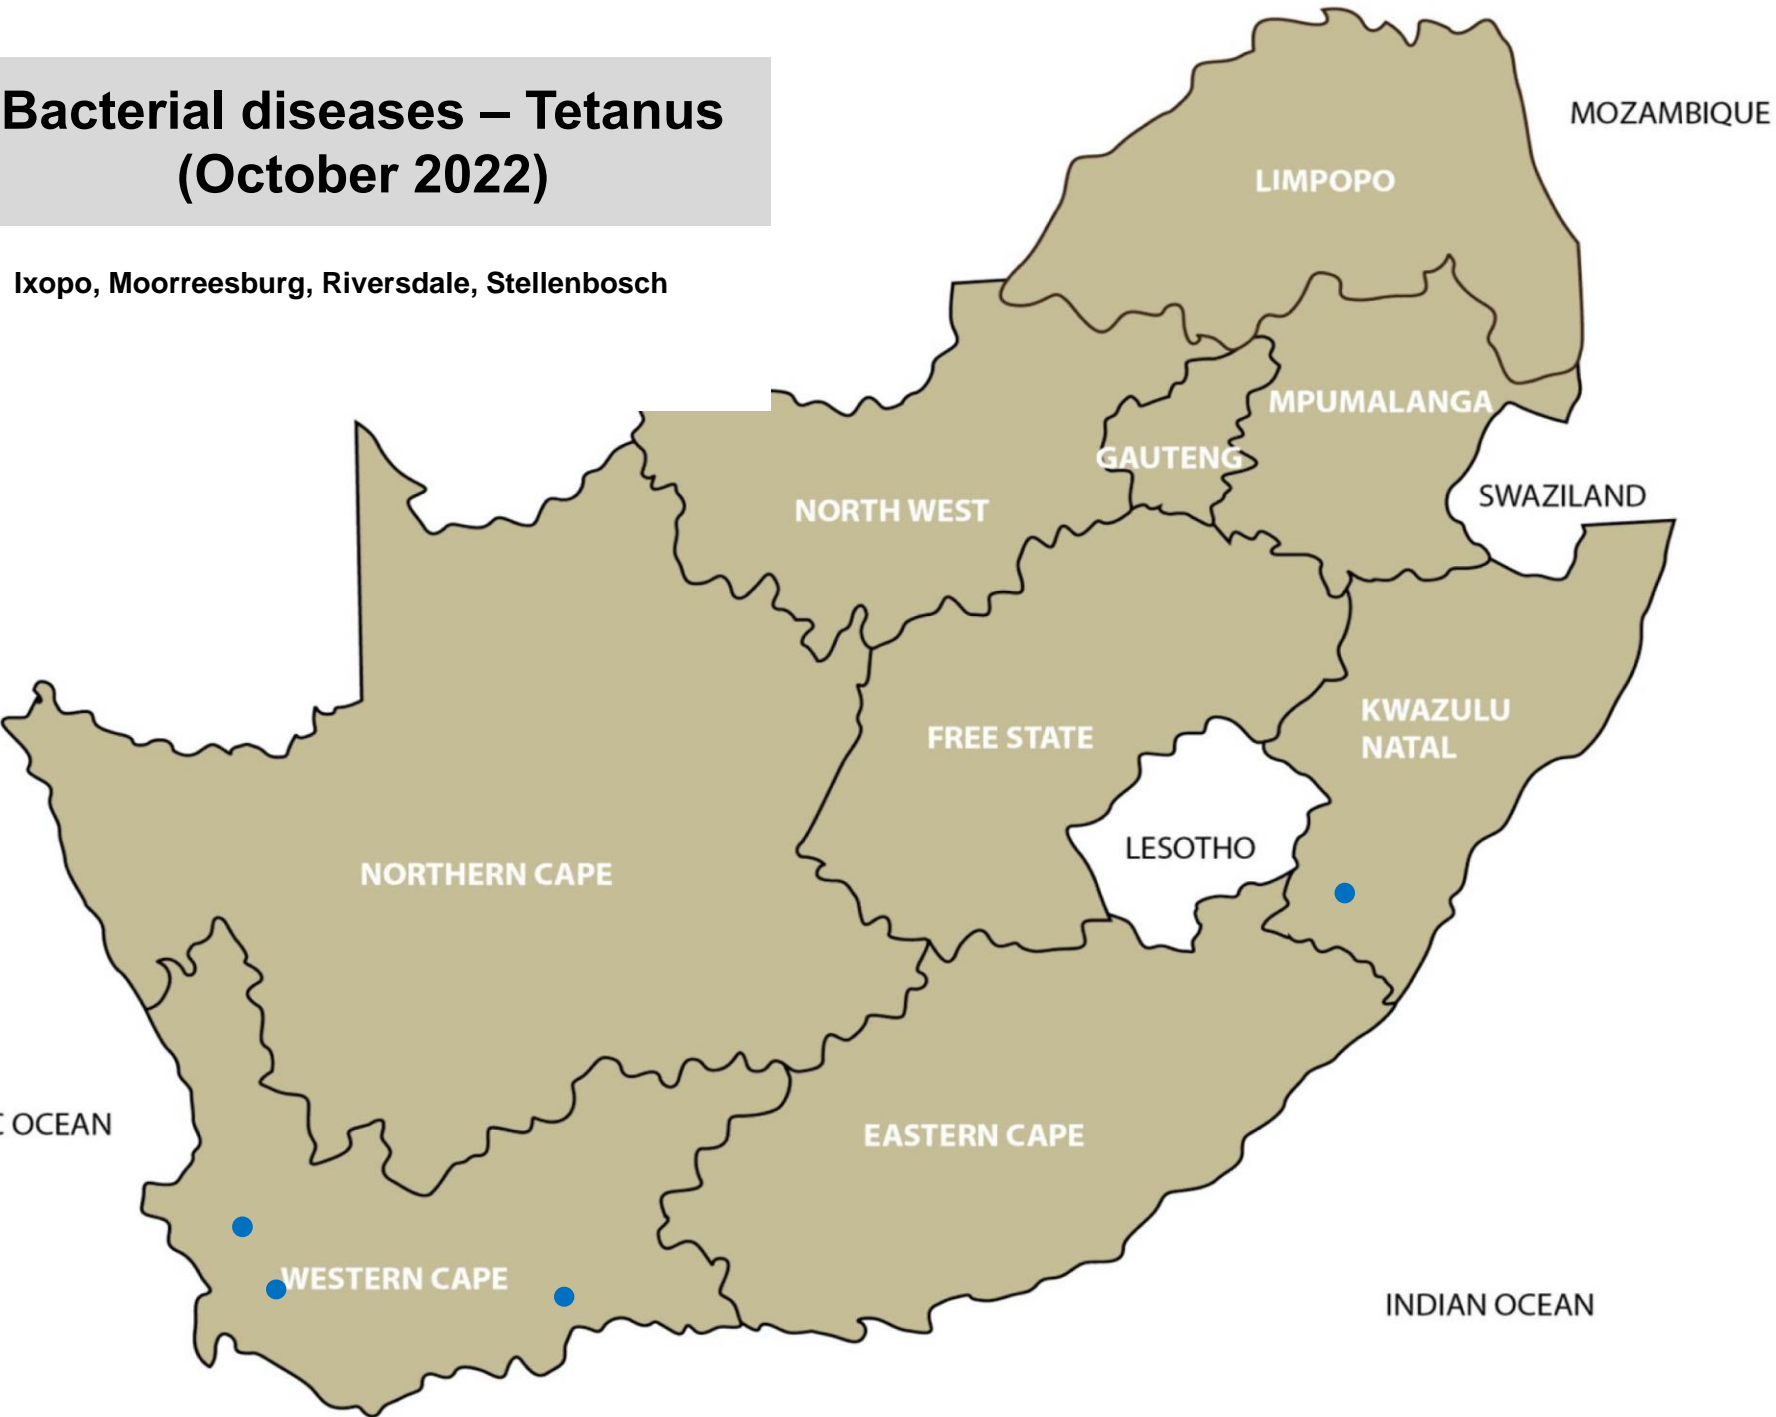 Bacterial diseases – Tetanus
(October 2022)
Ixopo, Moorreesburg, Riversdale, Stellenbosch
MOZAMBIQUE
LIMPOPO
MPUMALANGA
GAUTENG
SWAZILAND
NORTH WEST
KWAZULU
NATAL
FREE STATE
LESOTHO
NORTHERN CAPE
C OCEAN
EASTERN CAPE
WESTERN CAPE
INDIAN OCEAN